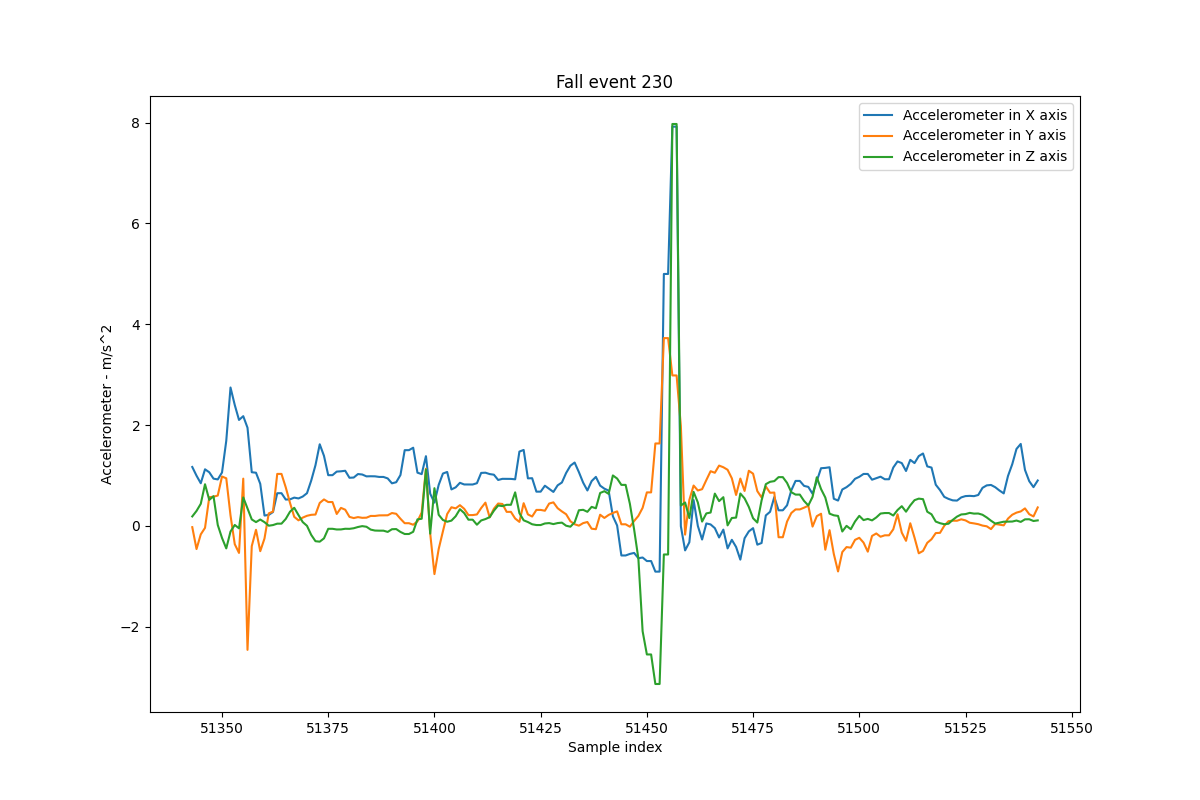 Fall event 230
Accelerometer in X axis
Accelerometer in Y axis
Accelerometer in Z axis
Accelerometer - m/s^2
8
6
4
2
0
−2
51350 51375 51400 51425 51450 51475 51500 51525 51550
Sample index